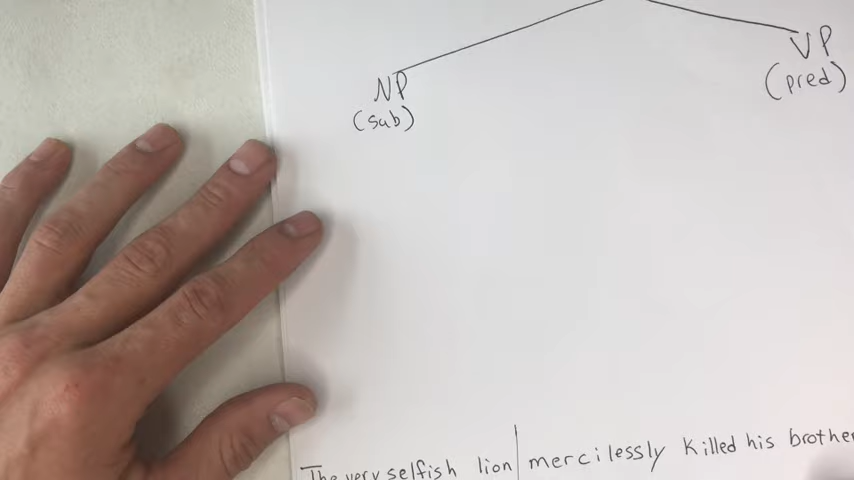 VP
(pred)
NP
(sub)
The very selfish lion | mercilessly killed his brother